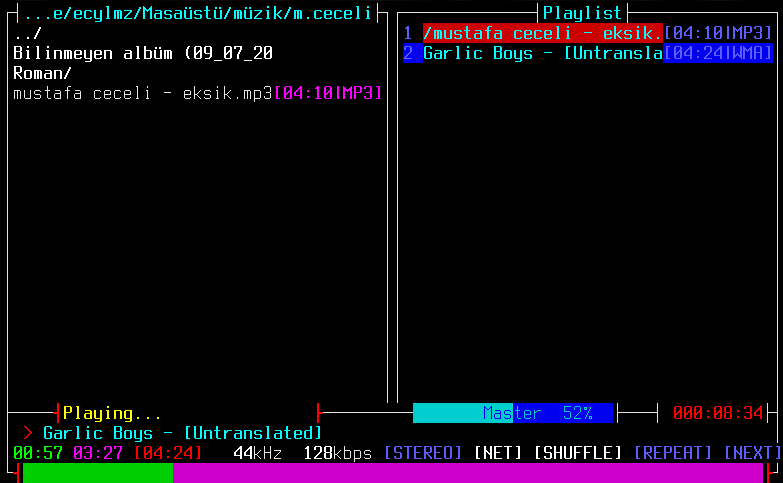 ...e/ecylmz/Masaüstü/müzik/m.ceceli
../
Bilinmeyen albüm (09_07_20
Roman/
mustafa ceceli - eksik.mp3[04:10|MP3]
Playlist
1 /mustafa ceceli - eksik.[04:10|MP3]
2 Garlic Boys - [Untransla[04:24|WMA]
Playing...
Master 52%
000:08:34
> Garlic Boys - [Untranslated]
00:57 03:27 [04:24] 44kHz 128kbps [STEREO] [NET] [SHUFFLE] [REPEAT] [NEXT]